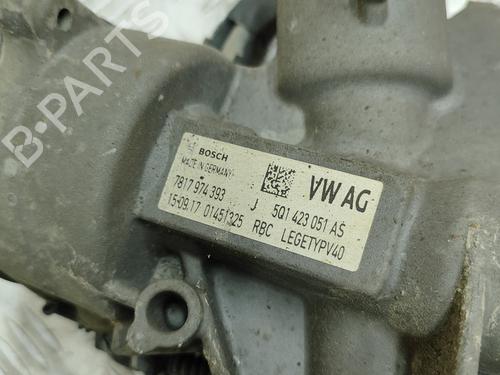 BOSCH
MADE IN GERMANY
VW AG
7817 974 393 J 5Q1 423 051 AS
15.09.17 01451325 RBC LEGETYPV40
B-PARTS